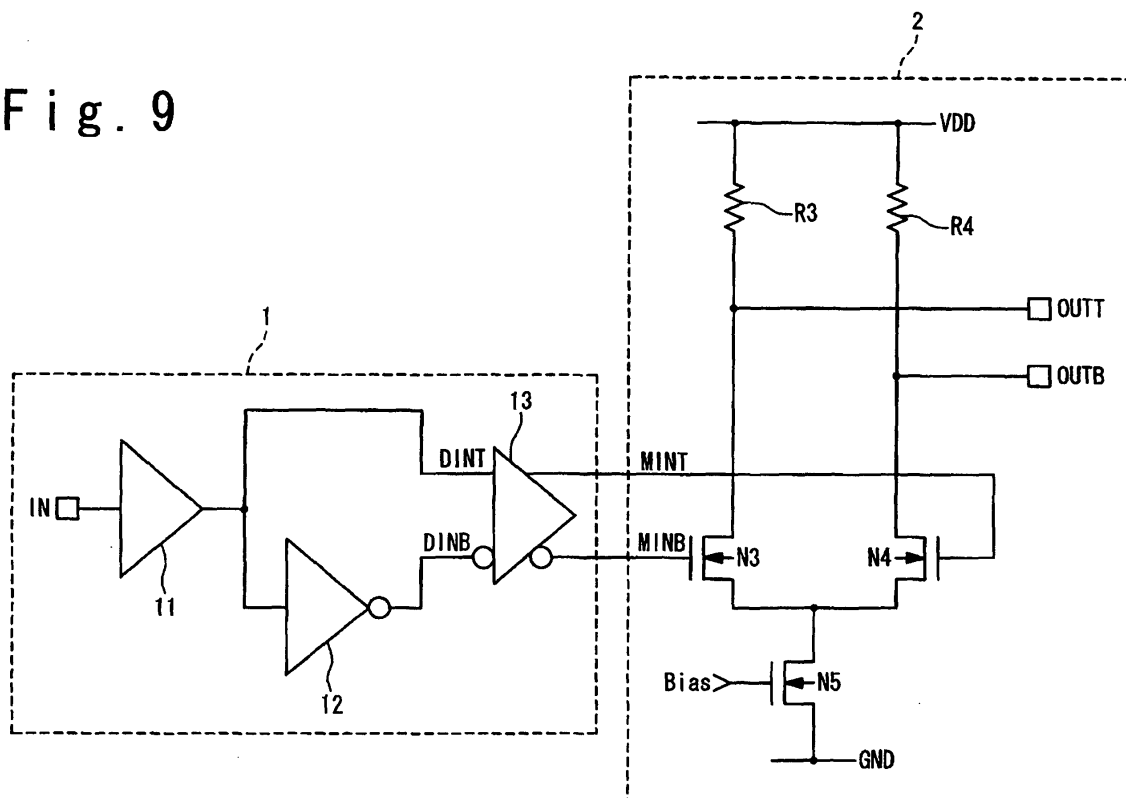 Fig. 9
2
VDD
R3
R4
OUTT
OUTB
1
13
DINT
MINT
IN
11
DINB
MINB
N3
N4
12
Bias
N5
GND